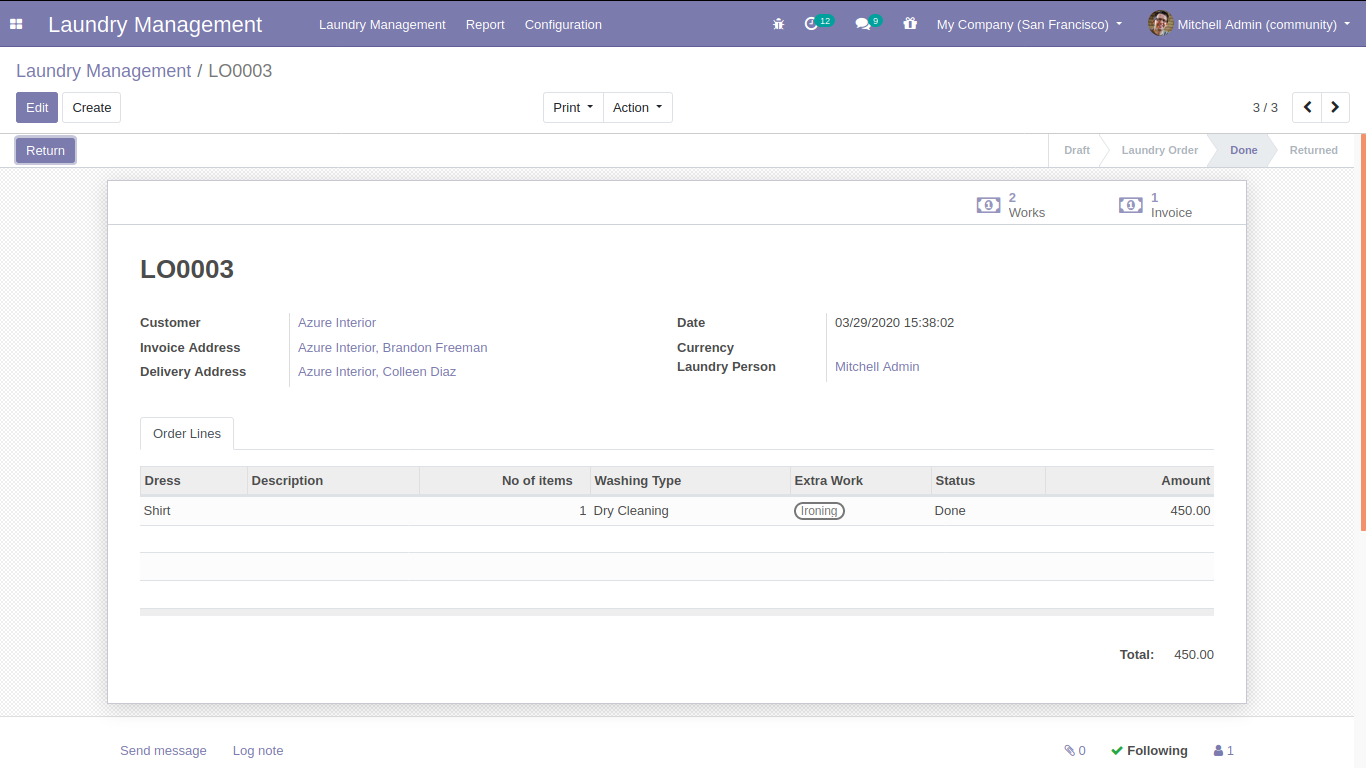 Laundry Management Laundry Management Report Configuration 12 9 My Company (San Francisco) Mitchell Admin (community)
Laundry Management / LO0003
Edit Create Print Action 3 / 3
Return Draft Laundry Order Done Returned
2 Works
1 Invoice
LO0003
Customer Azure Interior
Invoice Address Azure Interior, Brandon Freeman
Delivery Address Azure Interior, Colleen Diaz
Date 03/29/2020 15:38:02
Currency
Laundry Person Mitchell Admin
Order Lines
Dress Description No of items Washing Type Extra Work Status Amount
Shirt 1 Dry Cleaning Ironing Done 450.00
Total: 450.00
Send message Log note 0 Following 1